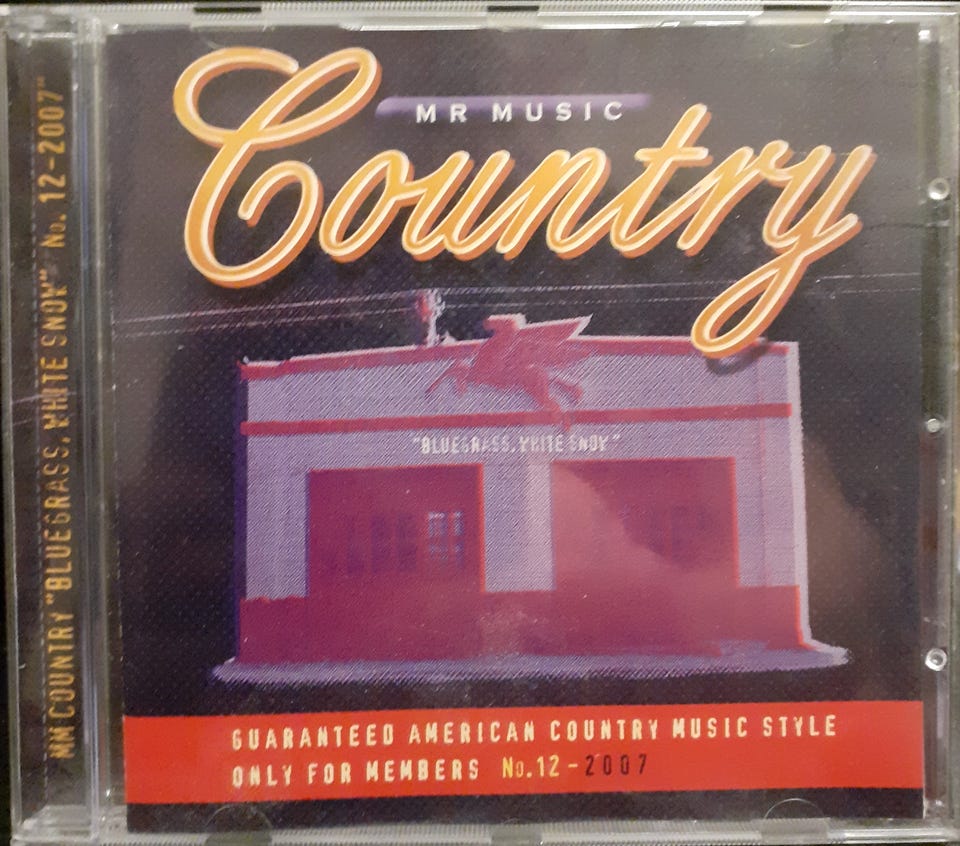 MM COUNTRY "BLUEGRASS, WHITE SNOW" No. 12-2007"
MR MUSIC
Country
"BLUEGRASS, WHITE SNOW"
GUARANTEED AMERICAN COUNTRY MUSIC STYLE
ONLY FOR MEMBERS No.12-2007